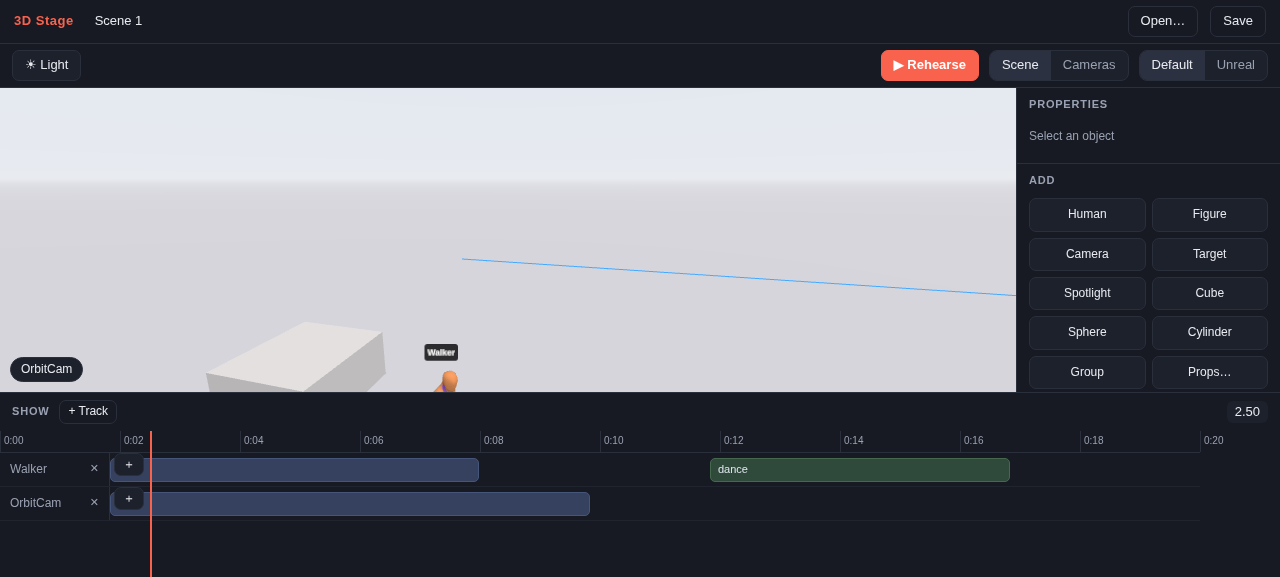 3D Stage Scene 1 Open… Save
☀ Light ▶ Rehearse Scene Cameras Default Unreal
PROPERTIES
Select an object
ADD
Human Figure
Camera Target
Spotlight Cube
Sphere Cylinder
Group Props…
Walker
OrbitCam
SHOW + Track 2.50
0:00 0:02 0:04 0:06 0:08 0:10 0:12 0:14 0:16 0:18 0:20
Walker × + dance
OrbitCam × +